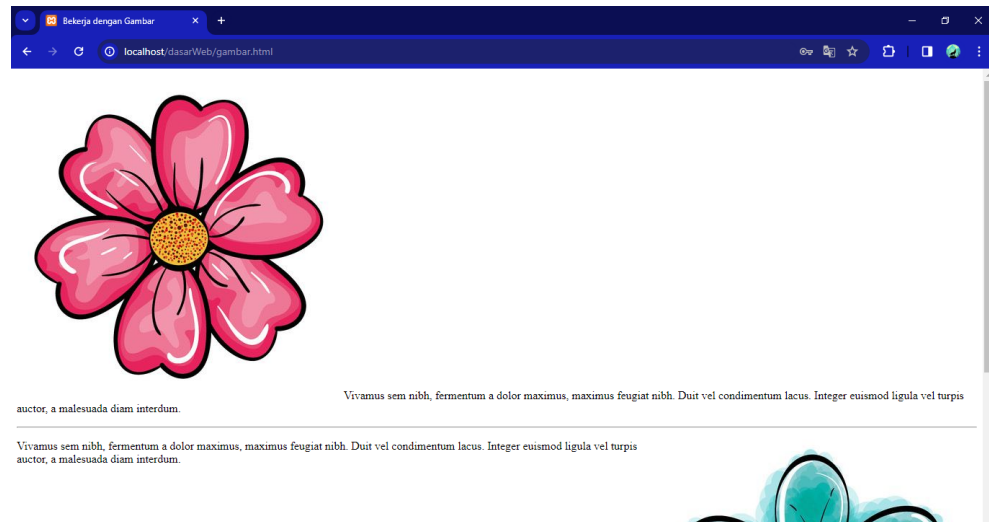 Bekerja dengan Gambar
localhost/dasarWeb/gambar.html
Vivamus sem nibh, fermentum a dolor maximus, maximus feugiat nibh. Duit vel condimentum lacus. Integer euismod ligula vel turpis
auctor, a malesuada diam interdum.
Vivamus sem nibh, fermentum a dolor maximus, maximus feugiat nibh. Duit vel condimentum lacus. Integer euismod ligula vel turpis
auctor, a malesuada diam interdum.